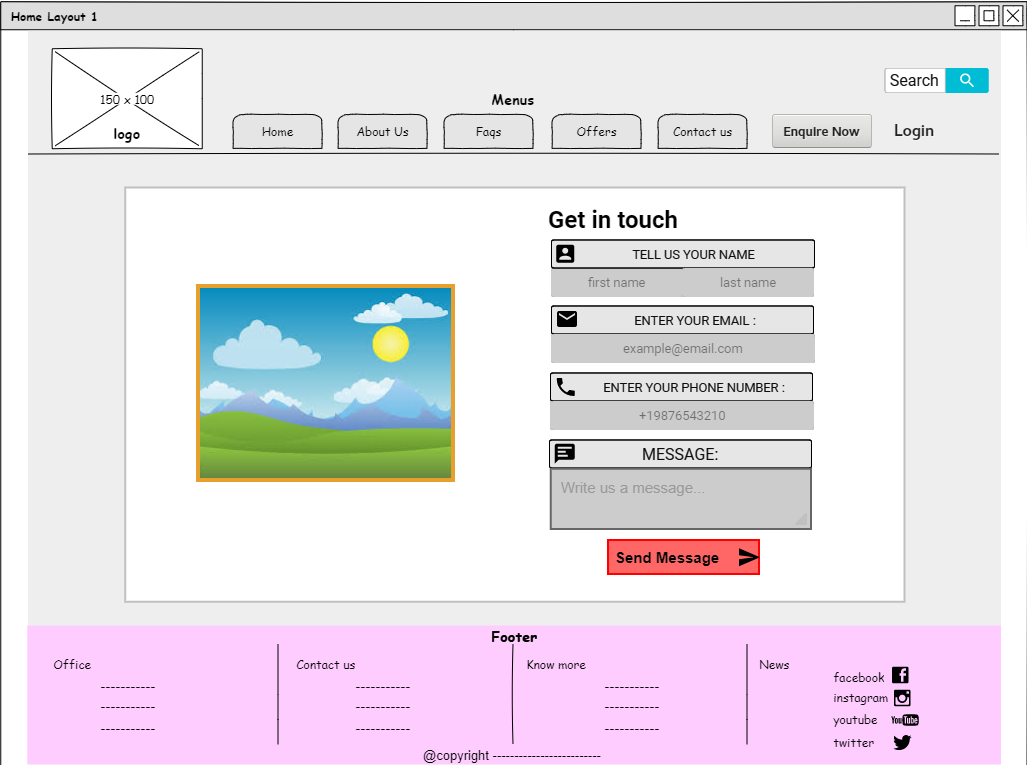 Home Layout 1
150 x 100
logo
Menus
Search
Home
About Us
Faqs
Offers
Contact us
Enquire Now
Login
Get in touch
TELL US YOUR NAME
first name last name
ENTER YOUR EMAIL :
example@email.com
ENTER YOUR PHONE NUMBER :
+19876543210
MESSAGE:
Write us a message...
Send Message
Footer
Office
-----------
-----------
-----------
Contact us
-----------
-----------
-----------
Know more
-----------
-----------
-----------
News
facebook
instagram
youtube You Tube
twitter
@copyright -------------------------